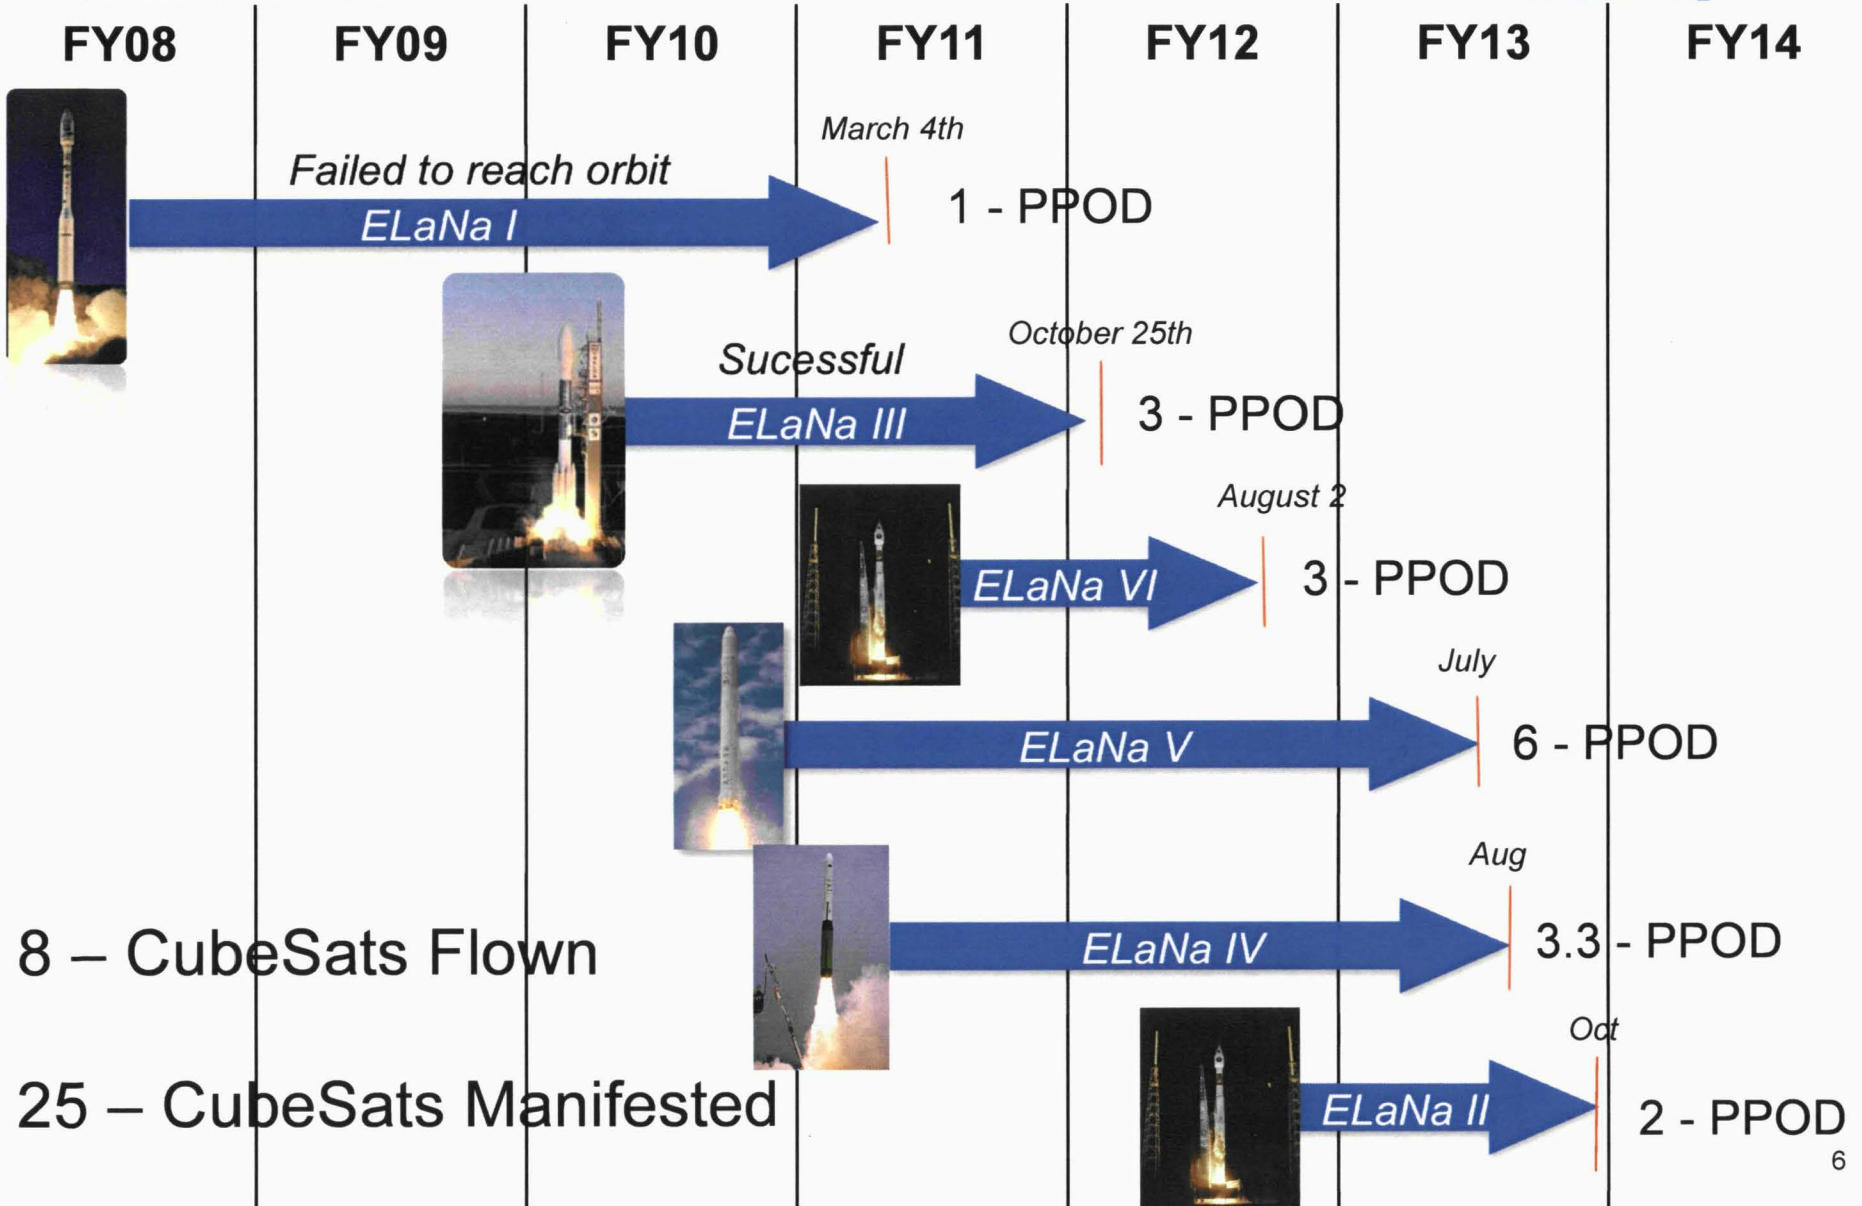 FY08 FY09 FY10 FY11 FY12 FY13 FY14
March 4th
Failed to reach orbit
ELaNa I
1 - PPOD
October 25th
Sucessful
ELaNa III
3 - PPOD
August 2
ELaNa VI
3 - PPOD
July
ELaNa V
6 - PPOD
Aug
ELaNa IV
3.3 - PPOD
8 – CubeSats Flown
Oct
ELaNa II
2 - PPOD
25 – CubeSats Manifested
6